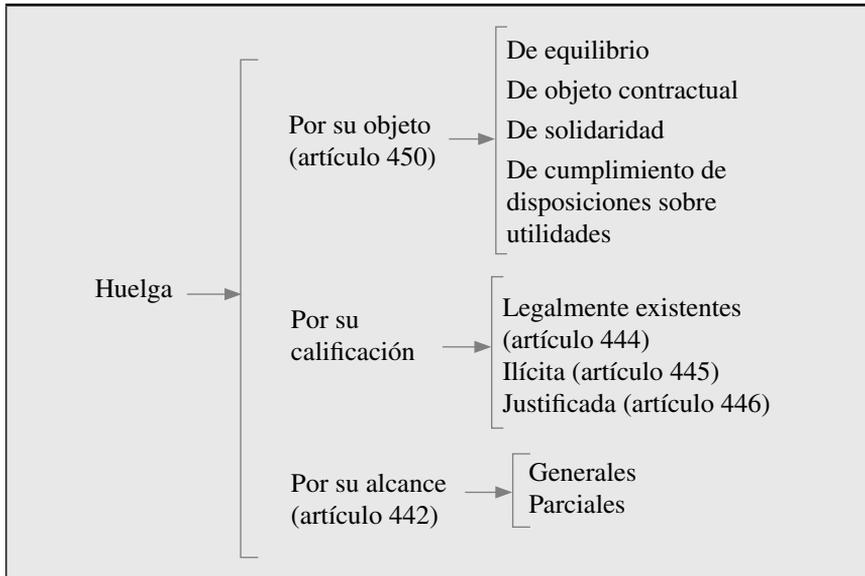 Huelga
Por su objeto
(artículo 450)
De equilibrio
De objeto contractual
De solidaridad
De cumplimiento de
disposiciones sobre
utilidades
Por su
calificación
Legalmente existentes
(artículo 444)
Ilícita (artículo 445)
Justificada (artículo 446)
Por su alcance
(artículo 442)
Generales
Parciales